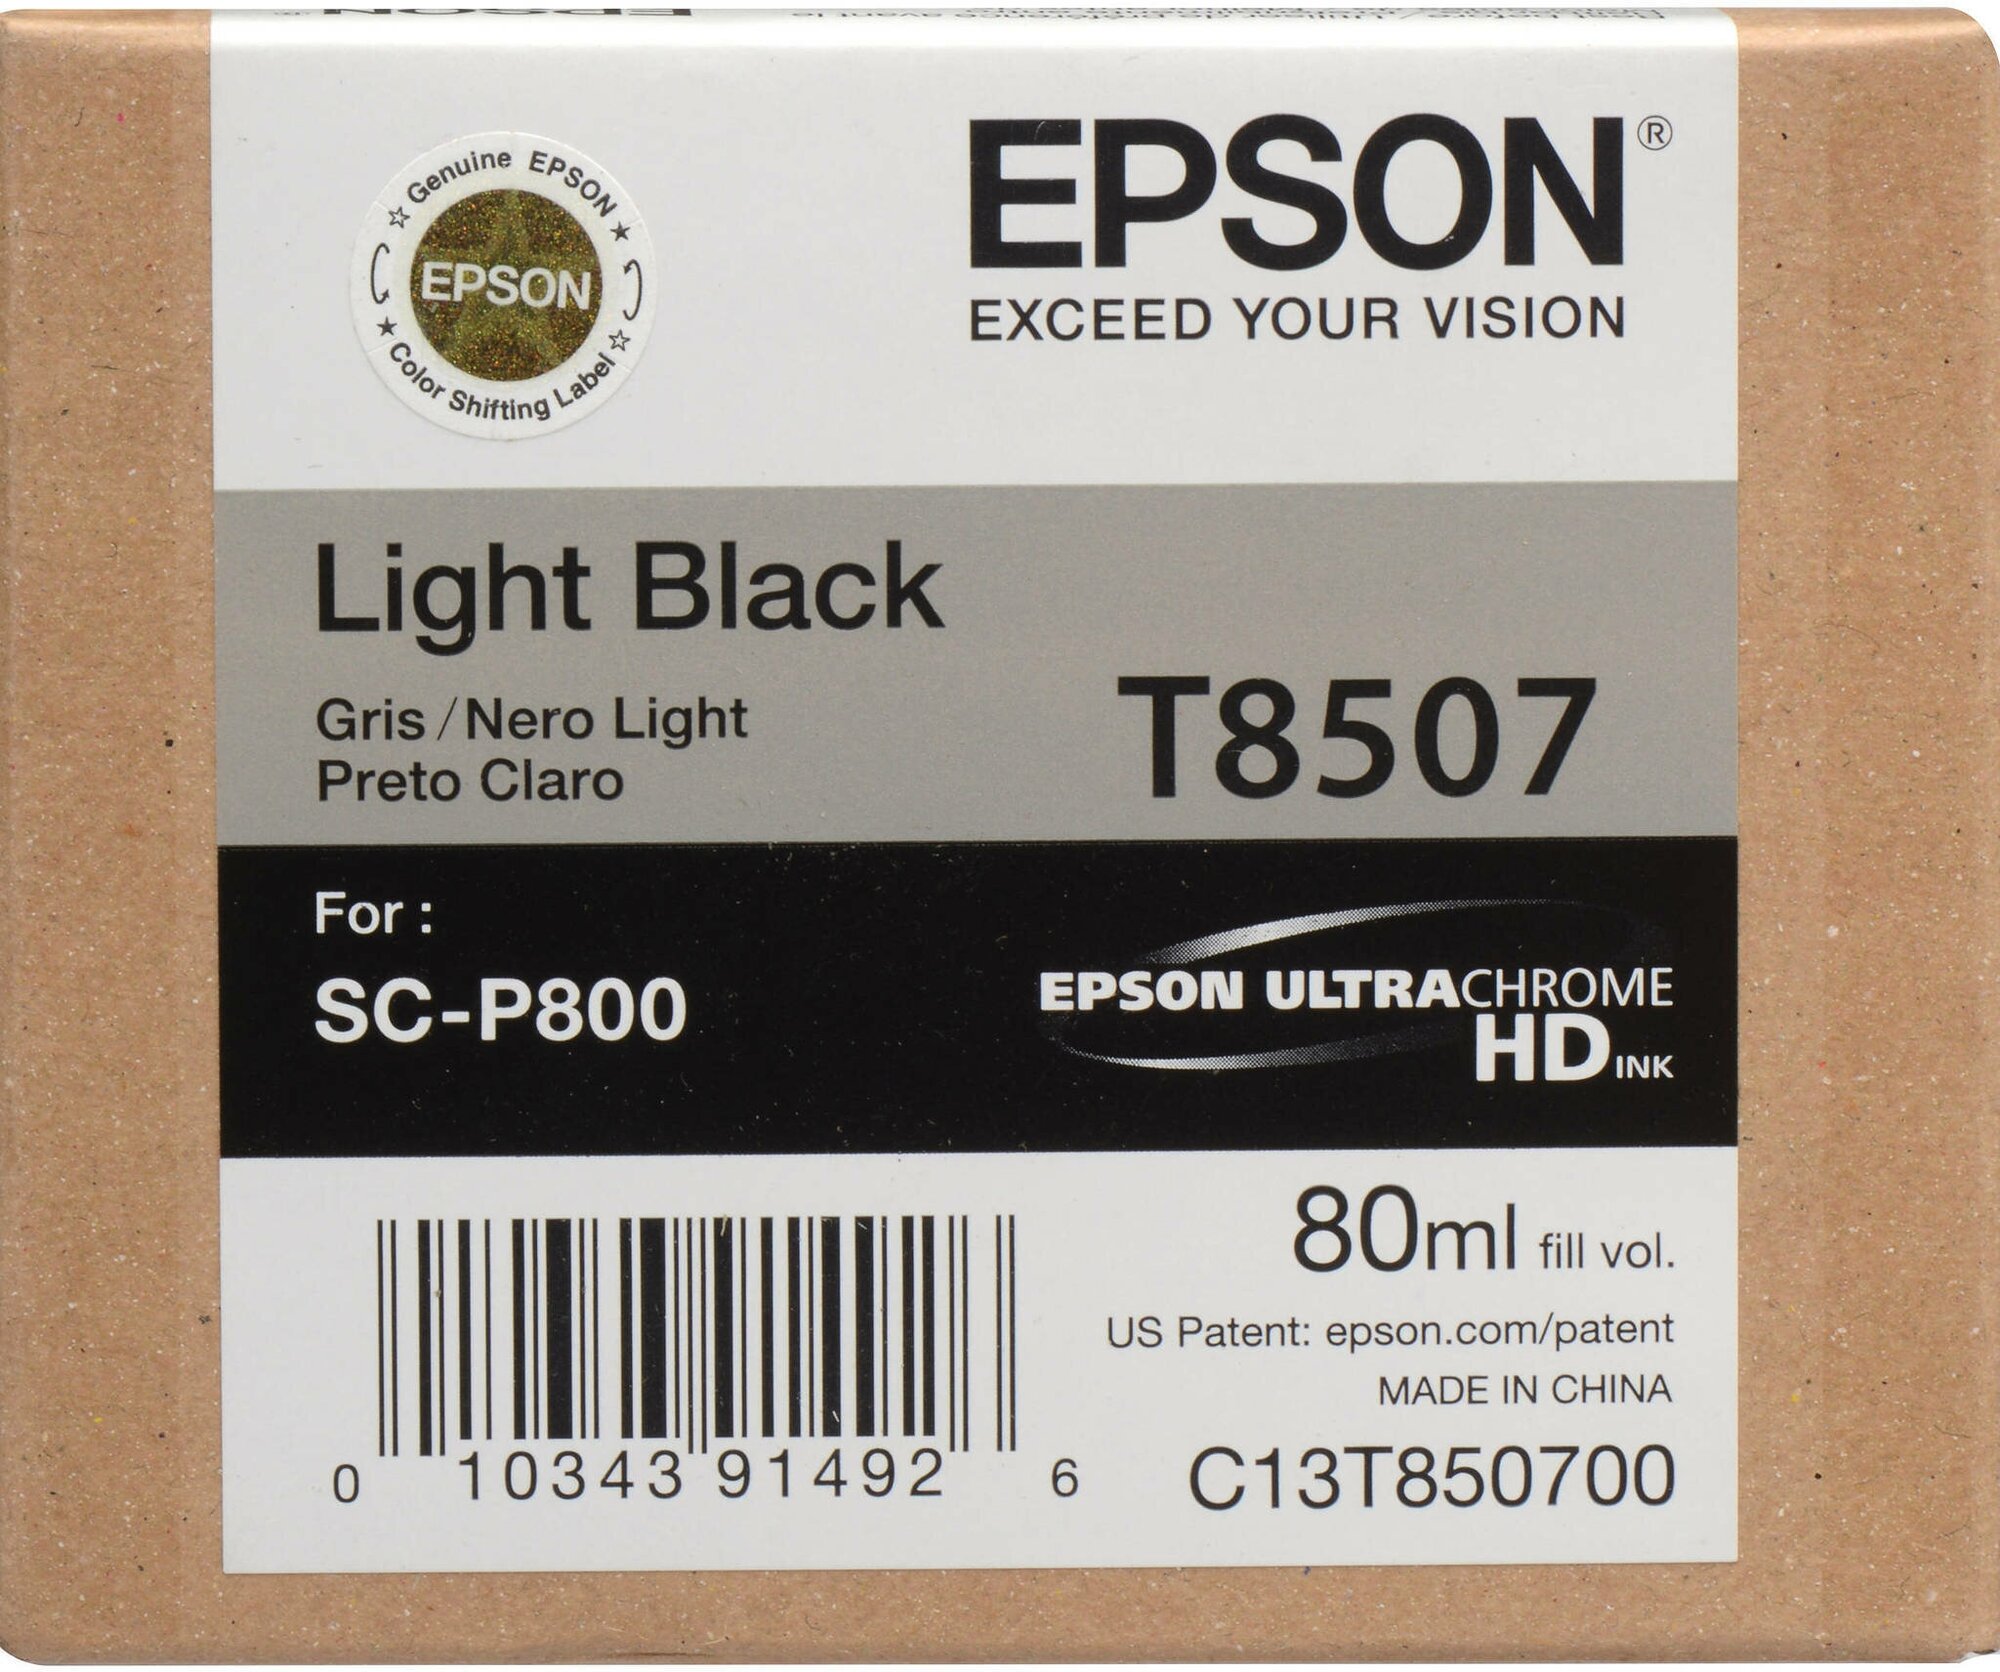 Genuine EPSON
EPSON
Color Shifting Label
EPSON®
EXCEED YOUR VISION
Light Black
Gris / Nero Light
Preto Claro
T8507
For :
SC-P800
EPSON ULTRACHROME
HD INK
80ml fill vol.
US Patent: epson.com/patent
MADE IN CHINA
0 10343 91492 6
C13T850700